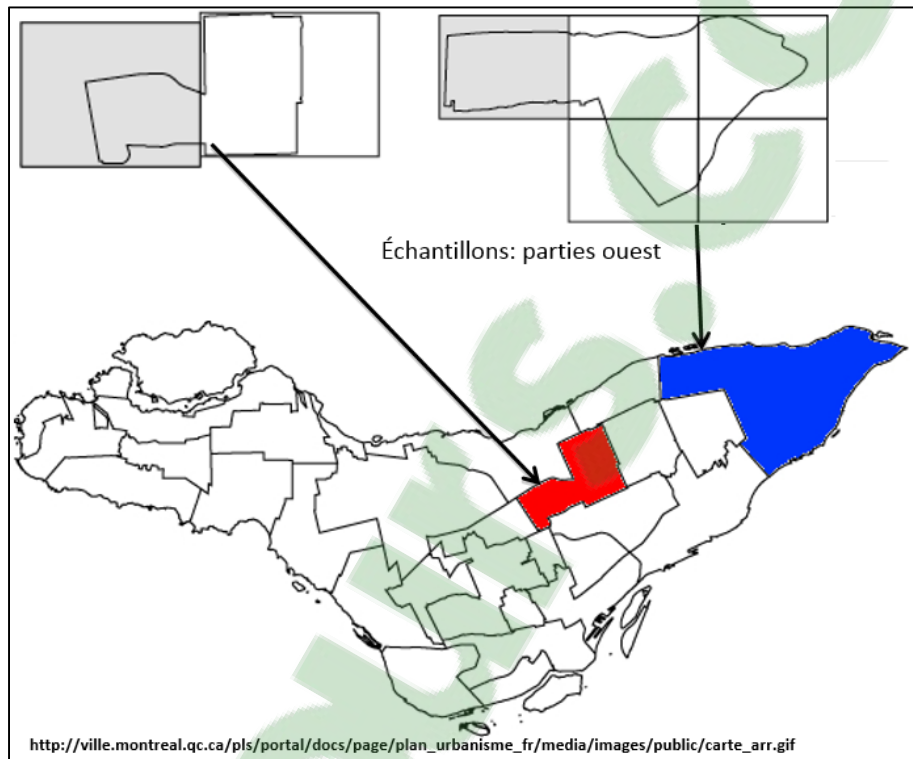 Échantillons: parties ouest
http://ville.montreal.qc.ca/pls/portal/docs/page/plan_urbanisme_fr/media/images/public/carte_arr.gif